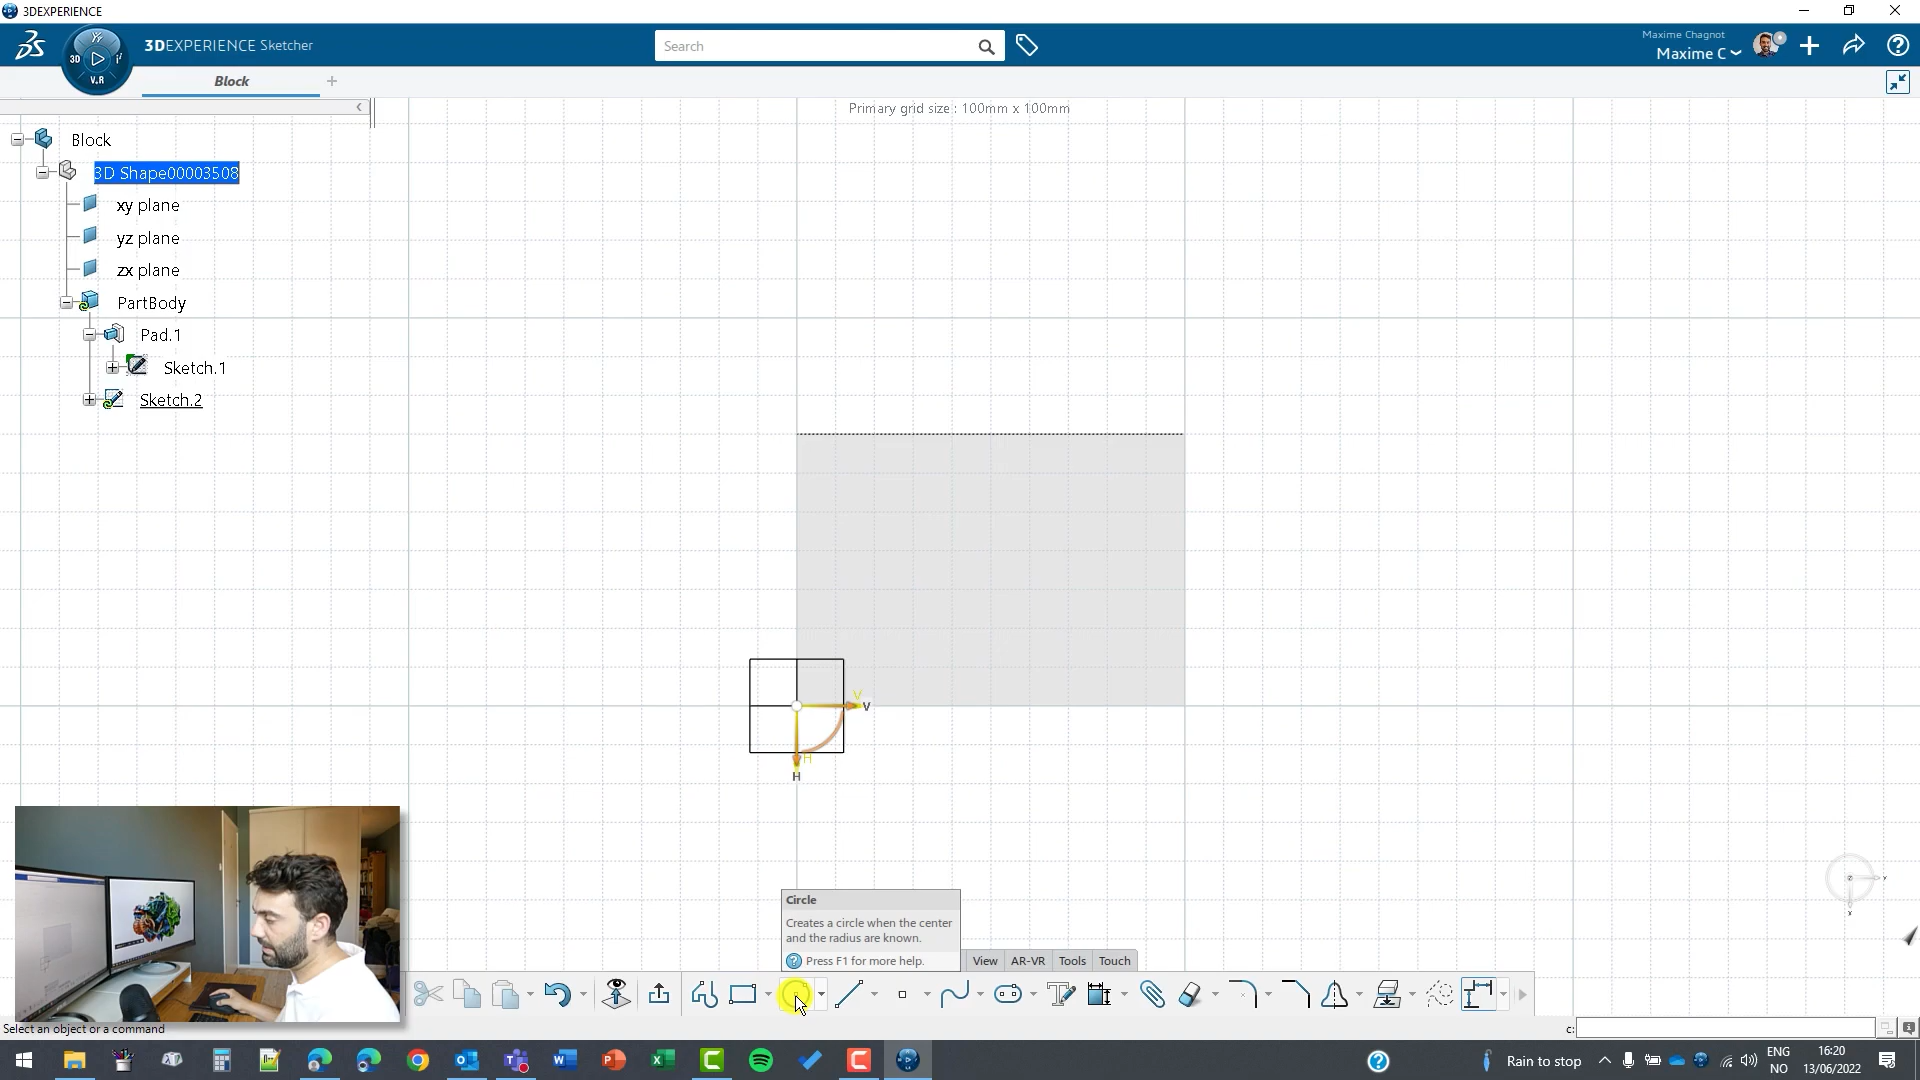 3DEXPERIENCE
3D
V.R
3DEXPERIENCE Sketcher
Search
Maxime Chagnot
Maxime C
Block
Primary grid size : 100mm x 100mm
Block
3D Shape00003508
xy plane
yz plane
zx plane
PartBody
Pad.1
Sketch.1
Sketch.2
V
V
H
H
Circle
Creates a circle when the center
and the radius are known.
Press F1 for more help.
View
AR-VR
Tools
Touch
Select an object or a command
c:
Rain to stop
ENG
NO
16:20
13/06/2022